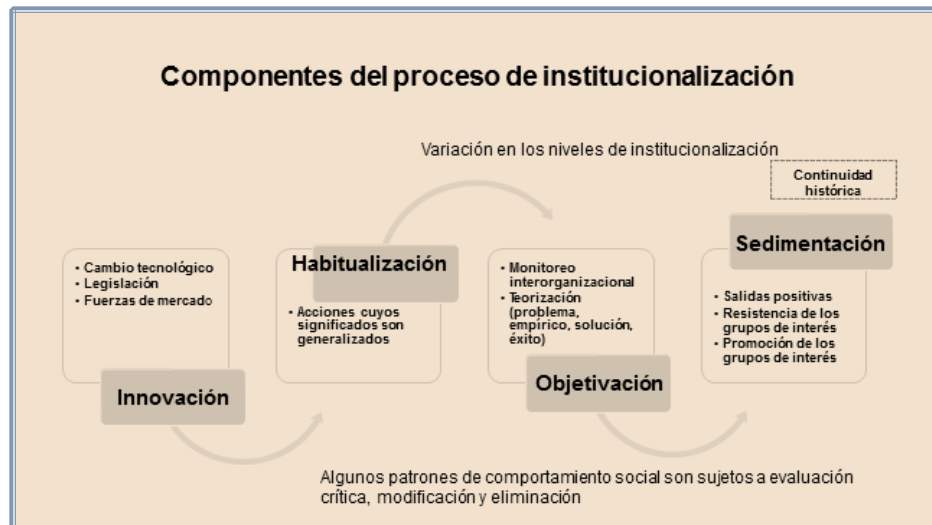 Componentes del proceso de institucionalización
Variación en los niveles de institucionalización
Continuidad
histórica
• Cambio tecnológico
• Legislación
• Fuerzas de mercado
Innovación
Habitualización
• Acciones cuyos
significados son
generalizados
• Monitoreo
interorganizacional
• Teorización
(problema,
empírico, solución,
éxito)
Objetivación
Sedimentación
• Salidas positivas
• Resistencia de los
grupos de interés
• Promoción de los
grupos de interés
Algunos patrones de comportamiento social son sujetos a evaluación
crítica, modificación y eliminación